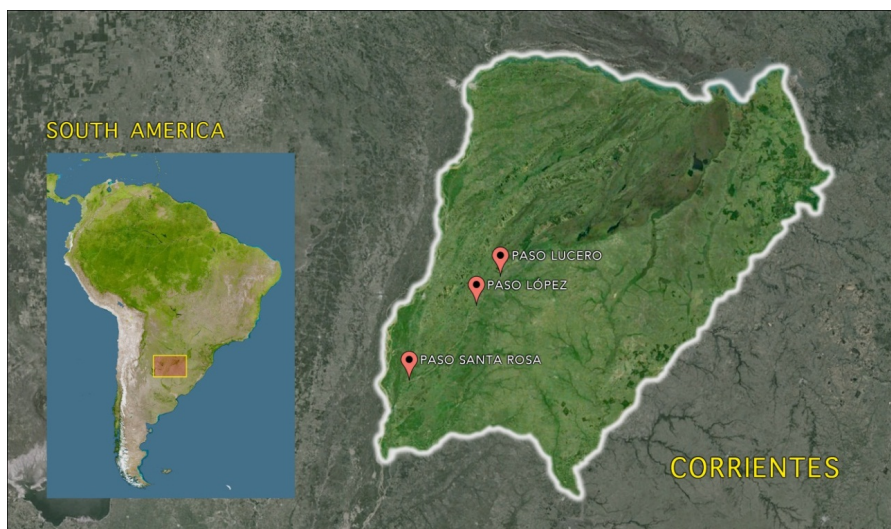 SOUTH AMERICA
PASO LUCERO
PASO LÓPEZ
PASO SANTA ROSA
CORRIENTES